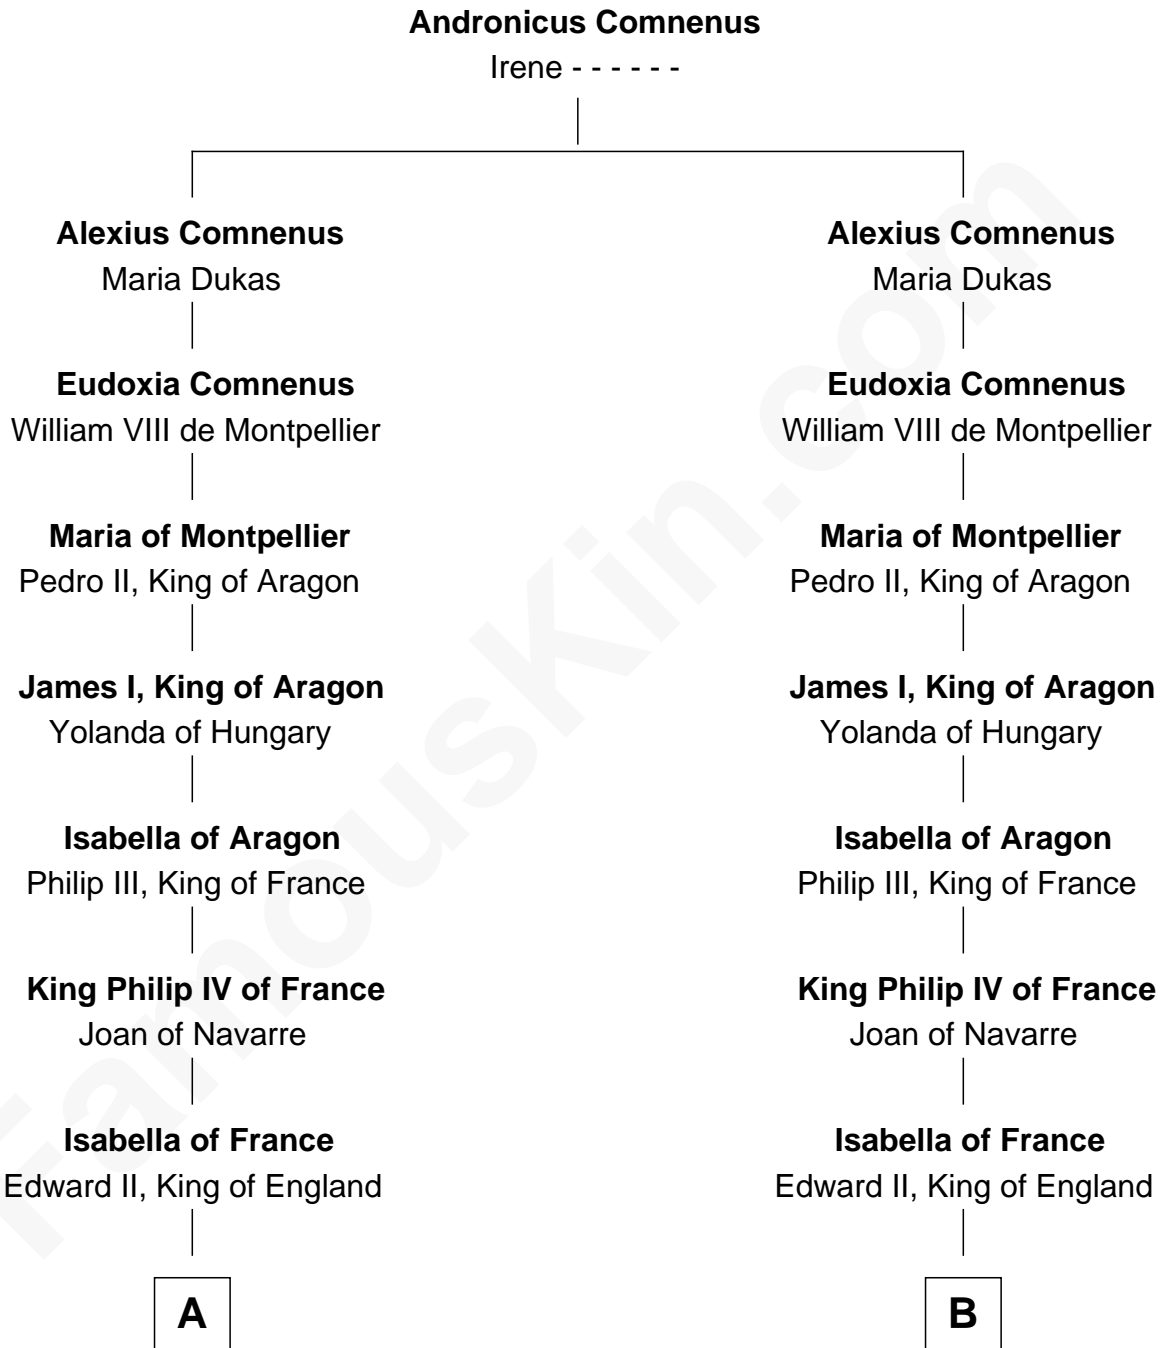 Andronicus Comnenus
Irene - - - - - -
Alexius Comnenus
Maria Dukas
Eudoxia Comnenus
William VIII de Montpellier
Maria of Montpellier
Pedro II, King of Aragon
James I, King of Aragon
Yolanda of Hungary
Isabella of Aragon
Philip III, King of France
King Philip IV of France
Joan of Navarre
Isabella of France
Edward II, King of England
A
Alexius Comnenus
Maria Dukas
Eudoxia Comnenus
William VIII de Montpellier
Maria of Montpellier
Pedro II, King of Aragon
James I, King of Aragon
Yolanda of Hungary
Isabella of Aragon
Philip III, King of France
King Philip IV of France
Joan of Navarre
Isabella of France
Edward II, King of England
B
FamousKin.com